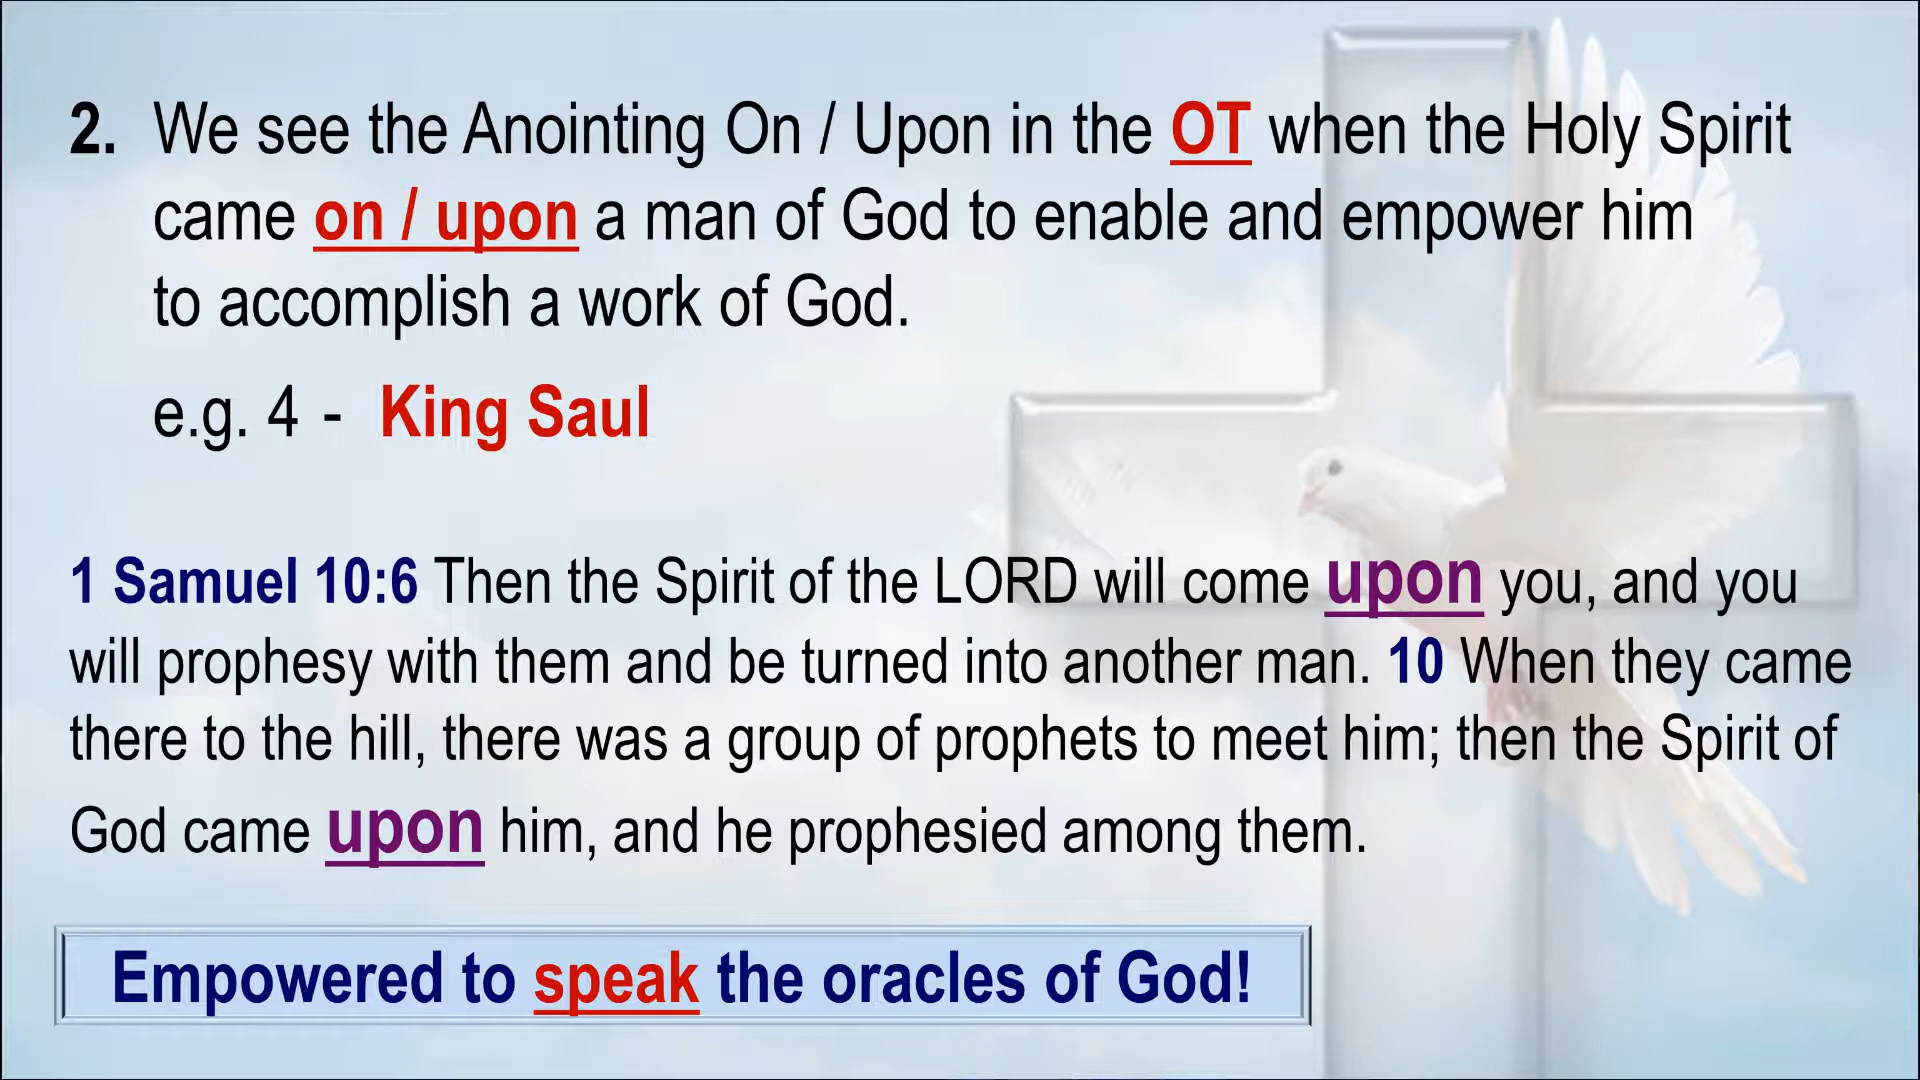 2. We see the Anointing On / Upon in the OT when the Holy Spirit
came on / upon a man of God to enable and empower him
to accomplish a work of God.
e.g. 4 - King Saul
1 Samuel 10:6 Then the Spirit of the LORD will come upon you, and you
will prophesy with them and be turned into another man. 10 When they came
there to the hill, there was a group of prophets to meet him; then the Spirit of
God came upon him, and he prophesied among them.
Empowered to speak the oracles of God!